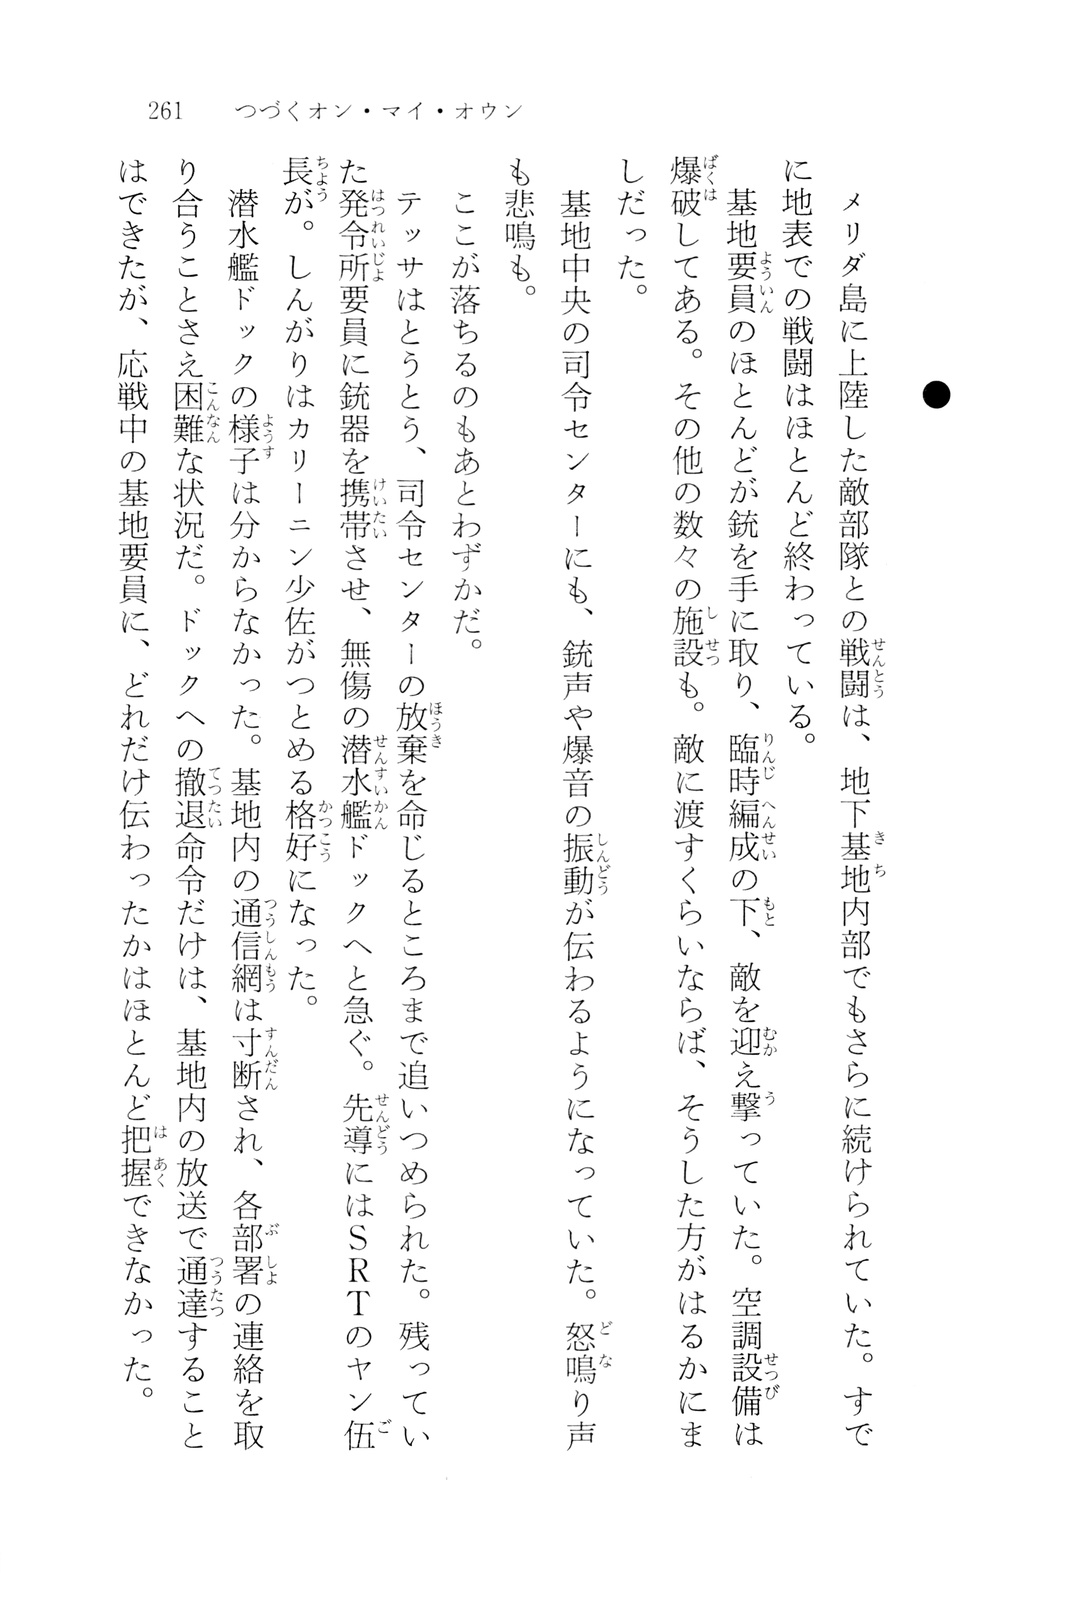 261 つづくオン・マイ・オウン
●
メリダ島に上陸した敵部隊との戦闘は、地下基地内部でもさらに続けられていた。すで
に地表での戦闘はほとんど終わっている。
基地要員のほとんどが銃を手に取り、臨時編成の下、敵を迎え撃っていた。空調設備は
爆破してある。その他の数々の施設も。敵に渡すくらいならば、そうした方がはるかにま
しだった。
基地中央の司令センターにも、銃声や爆音の振動が伝わるようになっていた。怒鳴り声
も悲鳴も。
ここが落ちるのもあとわずかだ。
テッサはとうとう、司令センターの放棄を命じるところまで追いつめられた。残ってい
た発令所要員に銃器を携帯させ、無傷の潜水艦ドックへと急ぐ。先導にはSRTのヤン伍
長が。しんがりはカリーニン少佐がつとめる格好になった。
潜水艦ドックの様子は分からなかった。基地内の通信網は寸断され、各部署の連絡を取
り合うことさえ困難な状況だ。ドックへの撤退命令だけは、基地内の放送で通達すること
はできたが、応戦中の基地要員に、どれだけ伝わったかはほとんど把握できなかった。